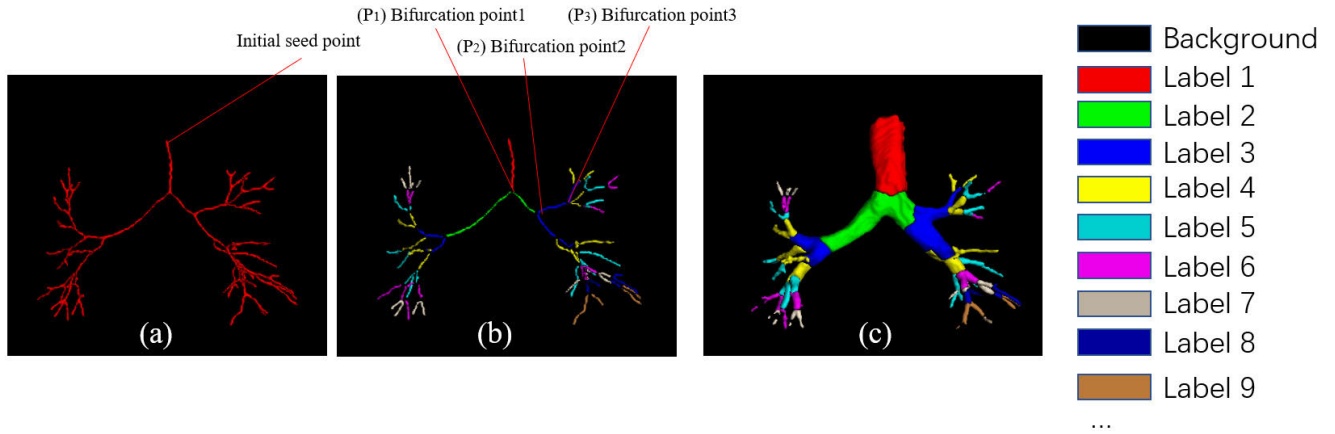 (P1) Bifurcation point1
(P3) Bifurcation point3
Initial seed point
(P2) Bifurcation point2
(a)
(b)
(c)
Background
Label 1
Label 2
Label 3
Label 4
Label 5
Label 6
Label 7
Label 8
Label 9
...